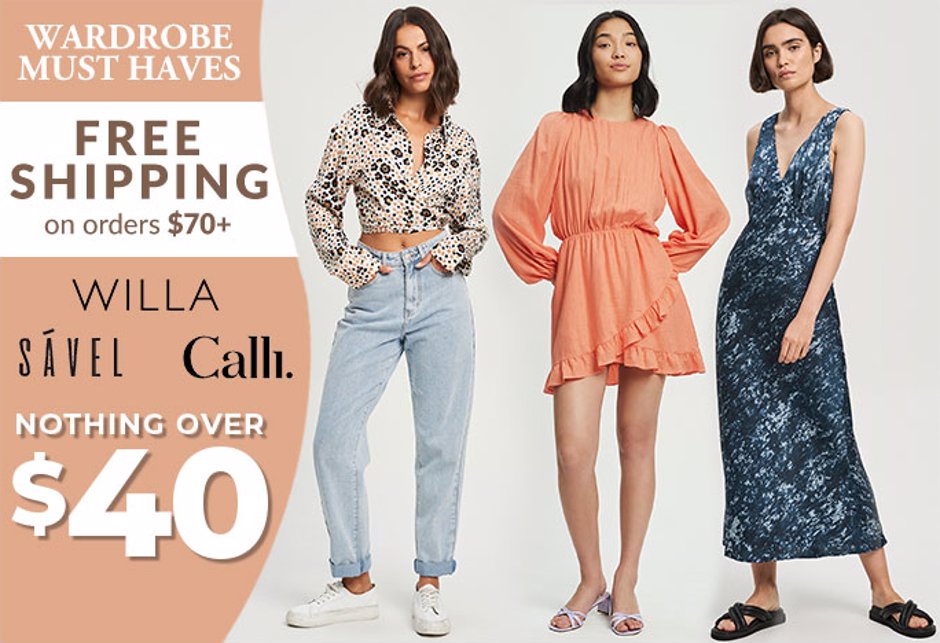 WARDROBE
MUST HAVES
FREE
SHIPPING
on orders $70+
WILLA
SÁVEL Calli.
NOTHING OVER
$40